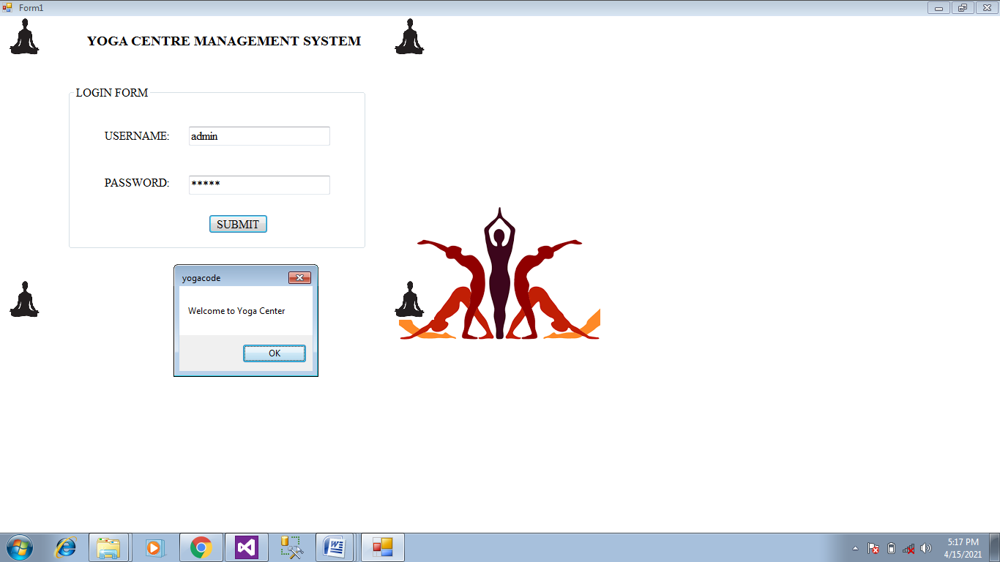 Form1
YOGA CENTRE MANAGEMENT SYSTEM
LOGIN FORM
USERNAME: admin
PASSWORD: *****
SUBMIT
yogacode
Welcome to Yoga Center
OK
5:17 PM
4/15/2021